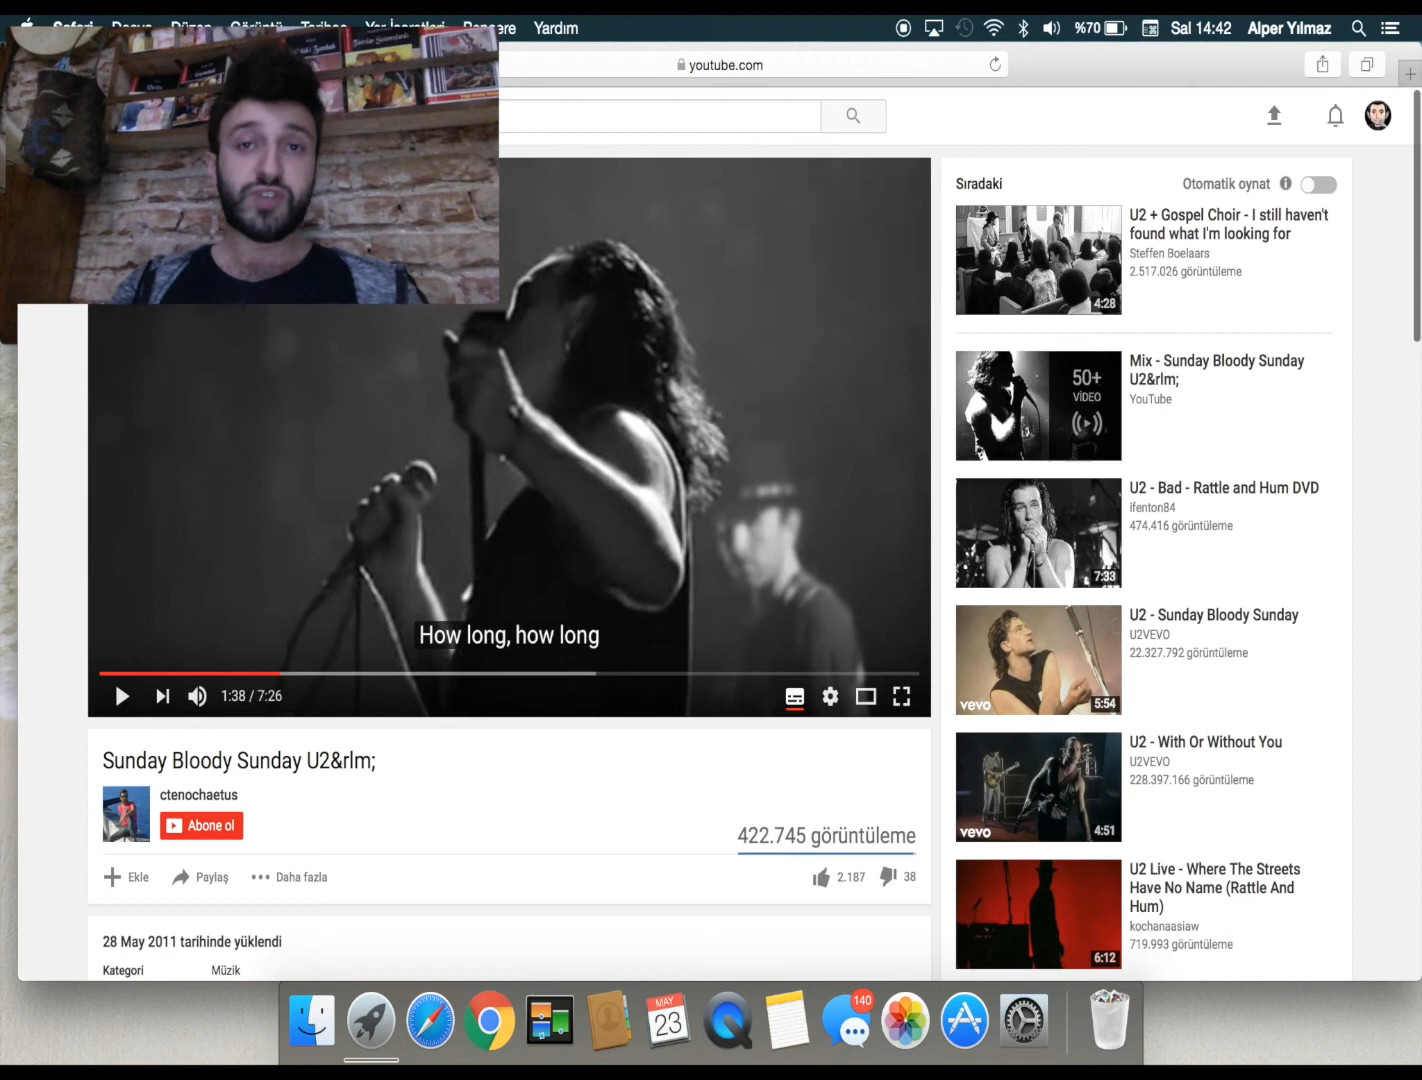 Yardım
%70
Sal 14:42
Alper Yılmaz
youtube.com
How long, how long
1:38 / 7:26
Sunday Bloody Sunday U2&rlm;
ctenochaetus
Abone ol
422.745 görüntüleme
Ekle
Paylaş
Daha fazla
2.187
38
28 May 2011 tarihinde yüklendi
Kategori
Müzik
Sıradaki
Otomatik oynat
U2 + Gospel Choir - I still haven't
found what I'm looking for
Steffen Boelaars
2.517.026 görüntüleme
4:28
50+
VİDEO
Mix - Sunday Bloody Sunday
U2&rlm;
YouTube
U2 - Bad - Rattle and Hum DVD
ifenton84
474.416 görüntüleme
7:33
U2 - Sunday Bloody Sunday
U2VEVO
22.327.792 görüntüleme
vevo
5:54
U2 - With Or Without You
U2VEVO
228.397.166 görüntüleme
vevo
4:51
U2 Live - Where The Streets
Have No Name (Rattle And
Hum)
kochanaasiaw
719.993 görüntüleme
6:12
MAY
23
140